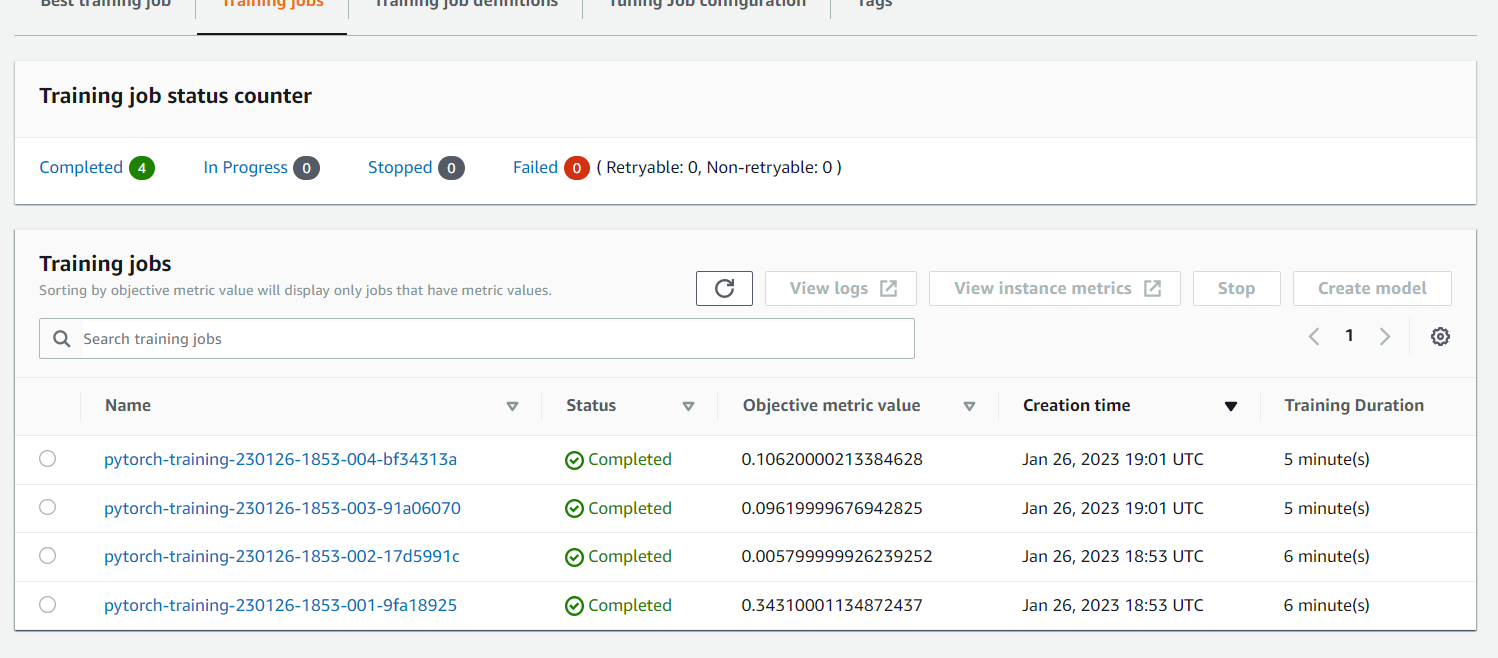 Best training job Training jobs Training job definitions Tuning Job configuration Tags
Training job status counter
Completed 4 In Progress 0 Stopped 0 Failed 0 ( Retryable: 0, Non-retryable: 0 )
Training jobs
Sorting by objective metric value will display only jobs that have metric values.
View logs View instance metrics Stop Create model
Search training jobs
1
Name Status Objective metric value Creation time Training Duration
pytorch-training-230126-1853-004-bf34313a Completed 0.10620000213384628 Jan 26, 2023 19:01 UTC 5 minute(s)
pytorch-training-230126-1853-003-91a06070 Completed 0.09619999676942825 Jan 26, 2023 19:01 UTC 5 minute(s)
pytorch-training-230126-1853-002-17d5991c Completed 0.005799999926239252 Jan 26, 2023 18:53 UTC 6 minute(s)
pytorch-training-230126-1853-001-9fa18925 Completed 0.34310001134872437 Jan 26, 2023 18:53 UTC 6 minute(s)